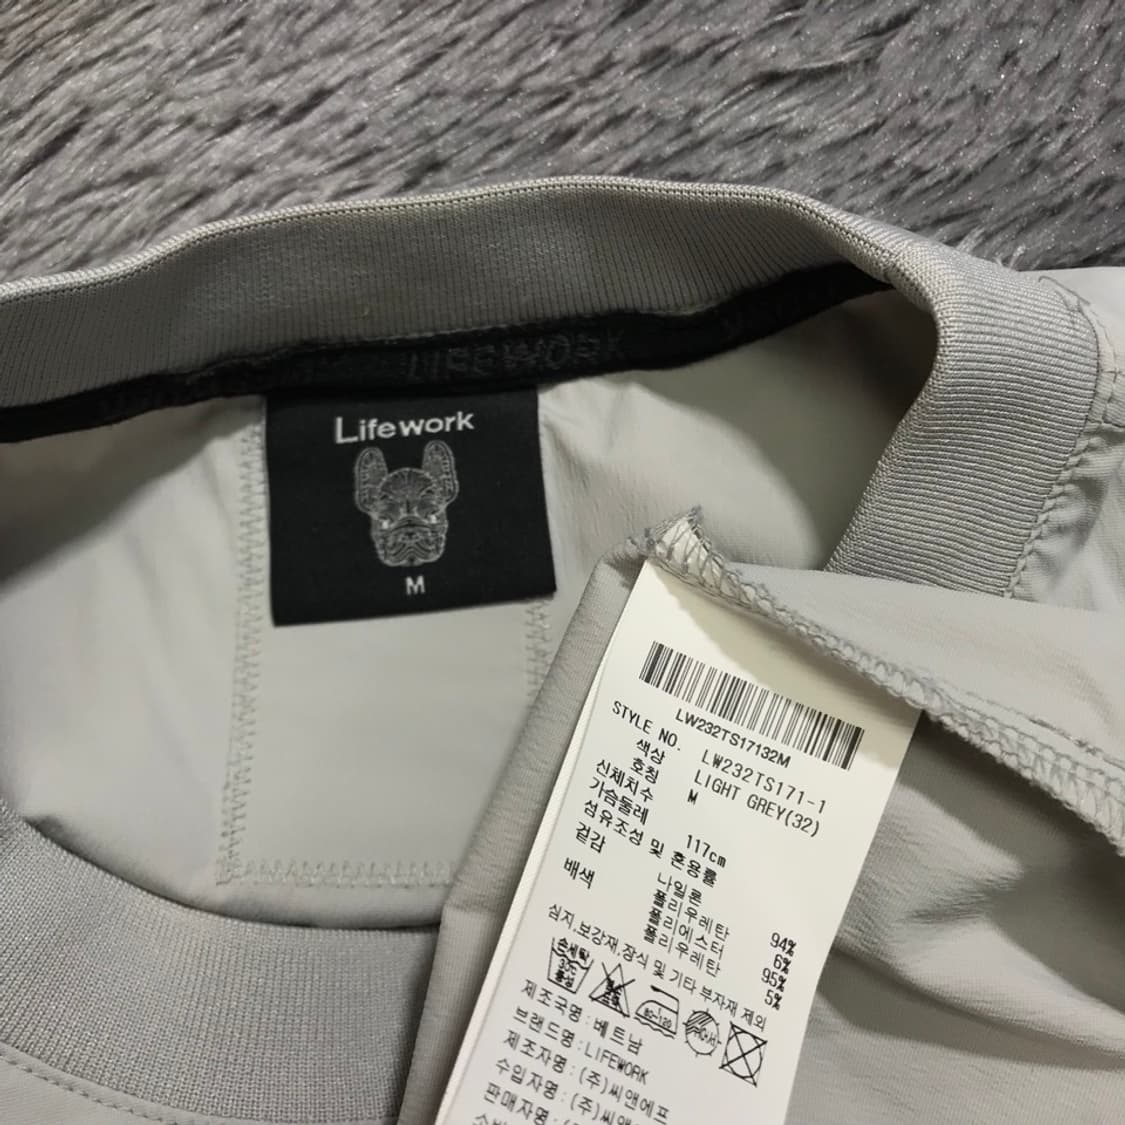 LIFEWORK
Lifework
M
LW232TS17132M
STYLE NO. LW232TS171-1
색상 LIGHT GREY(32)
호칭 M
신체치수
가슴둘레 117cm
섬유조성 및 혼용률
겉감 나일론 94%
폴리우레탄 6%
배색 폴리에스터 95%
폴리우레탄 5%
심지,보강재,장식 및 기타 부자재 제외
손세탁
80~120
제조국명:베트남
브랜드명:LIFEWORK
제조자명:(주)씨앤에프
수입자명:(주)씨앤에프
판매자명:(주)